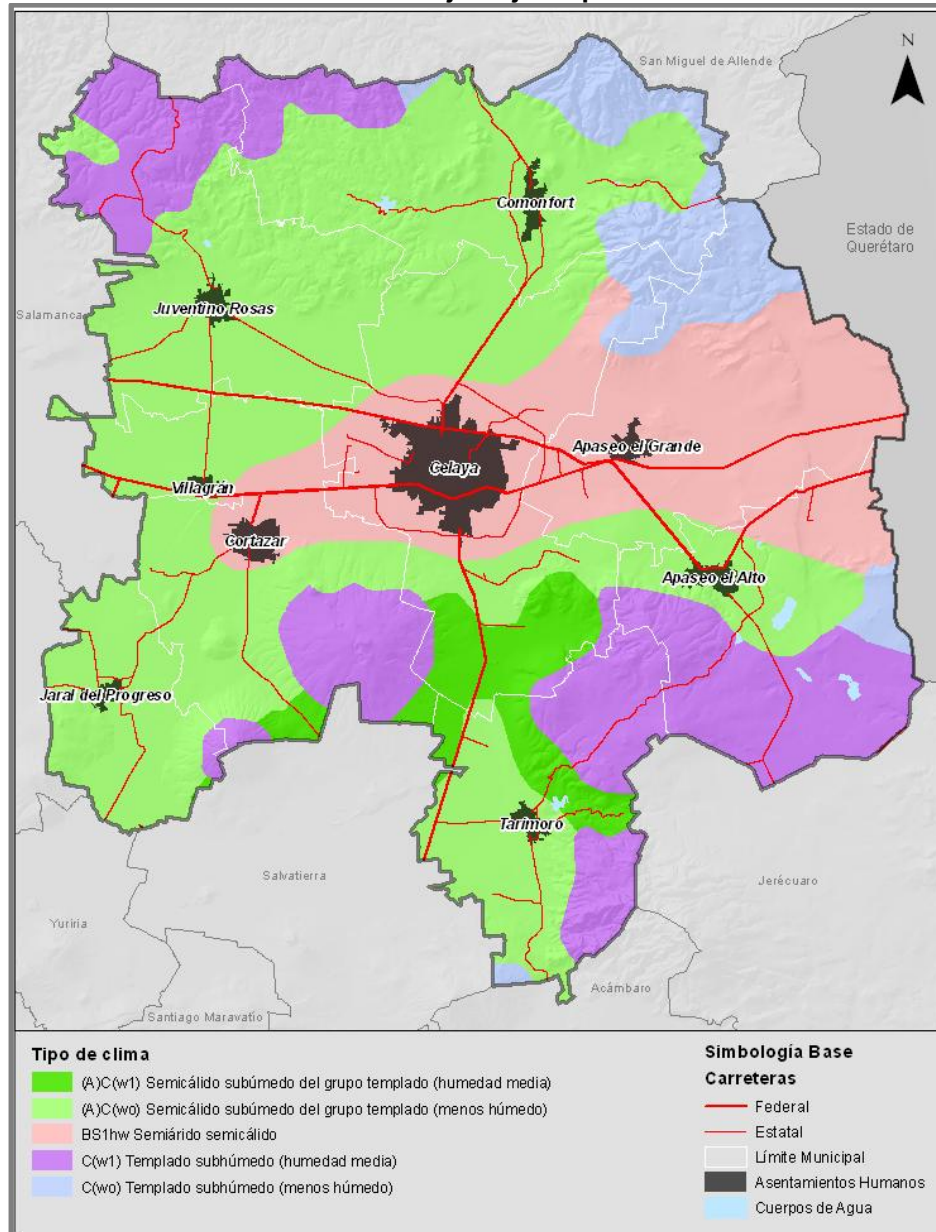 N
San Miguel de Allende
Comonfort
Estado de
Querétaro
Juventino Rosas
Salamanca
Apaseo el Grande
Celaya
Villagrán
Cortazar
Apaseo el Alto
Jaral del Progreso
Tarimoro
Salvatierra
Jerécuaro
Yuriria
Acámbaro
Santiago Maravatío
Tipo de clima
(A)C(w1) Semicálido subúmedo del grupo templado (humedad media)
(A)C(wo) Semicálido subúmedo del grupo templado (menos húmedo)
BS1hw Semiárido semicálido
C(w1) Templado subhúmedo (humedad media)
C(wo) Templado subhúmedo (menos húmedo)
Simbología Base
Carreteras
Federal
Estatal
Límite Municipal
Asentamientos Humanos
Cuerpos de Agua